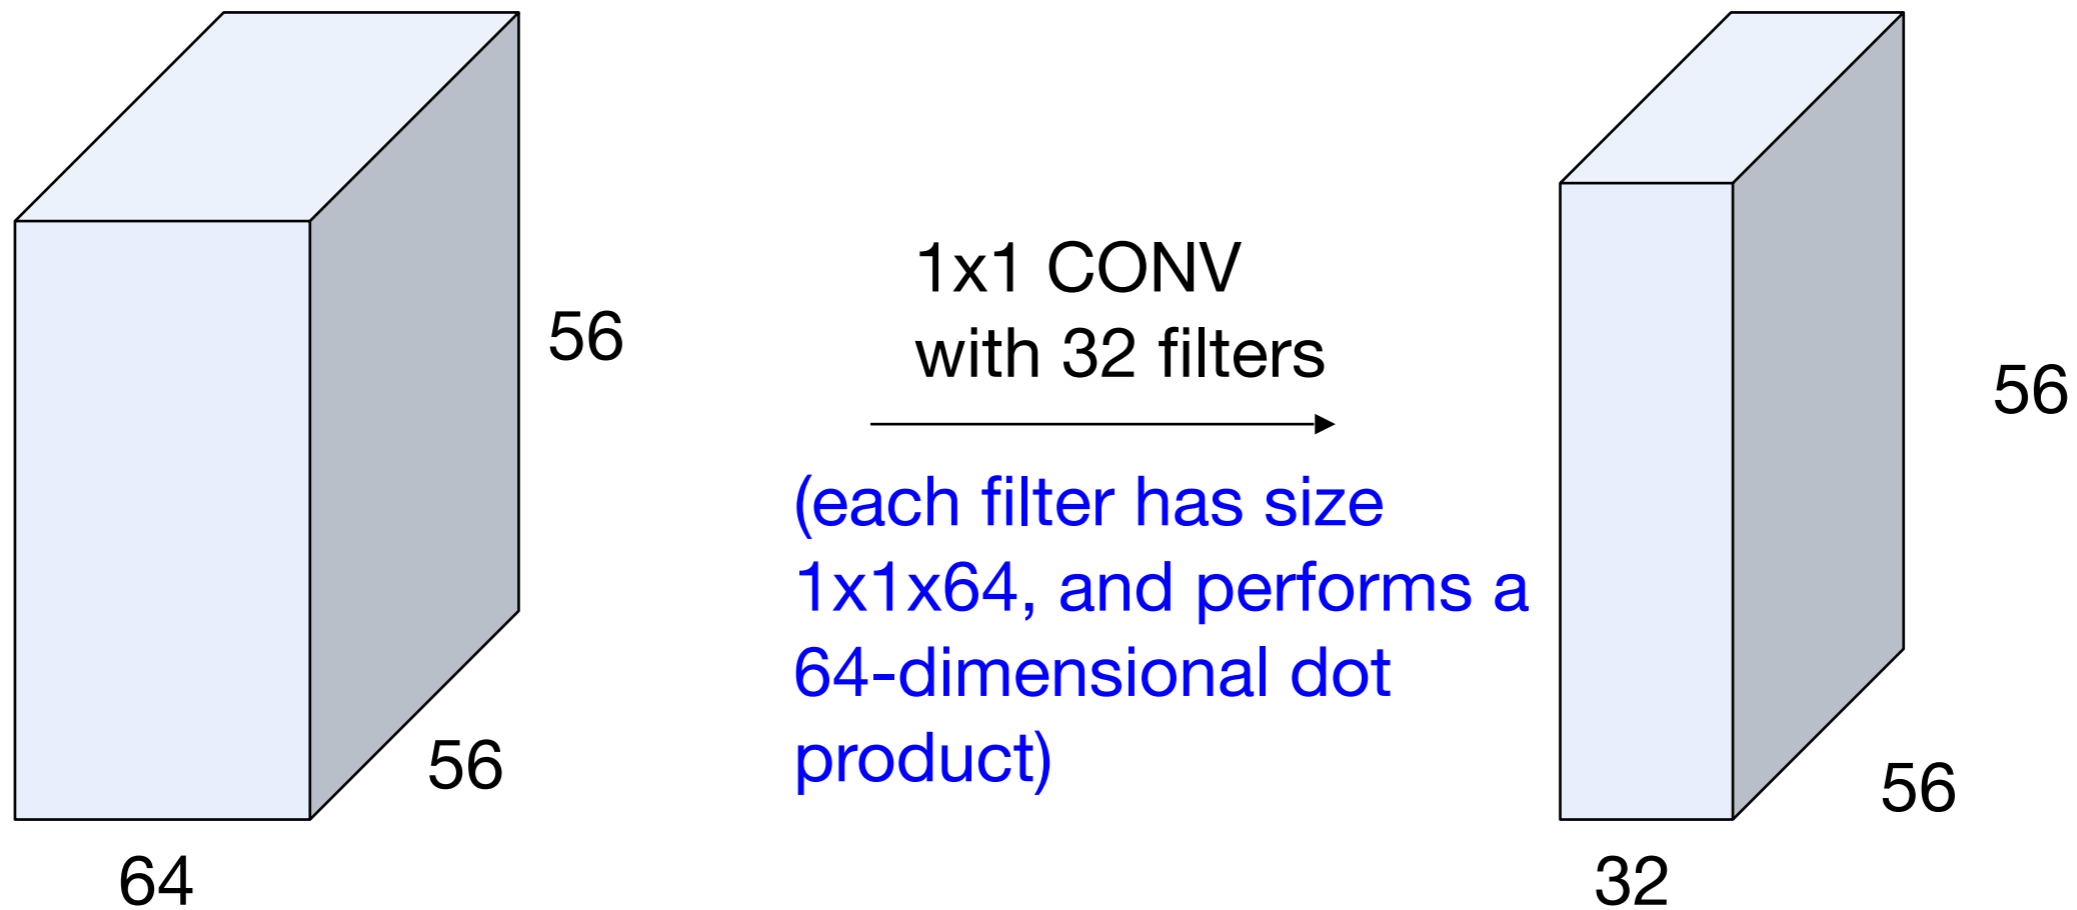 56
56
64
1x1 CONV
with 32 filters
(each filter has size
1x1x64, and performs a
64-dimensional dot
product)
56
56
32